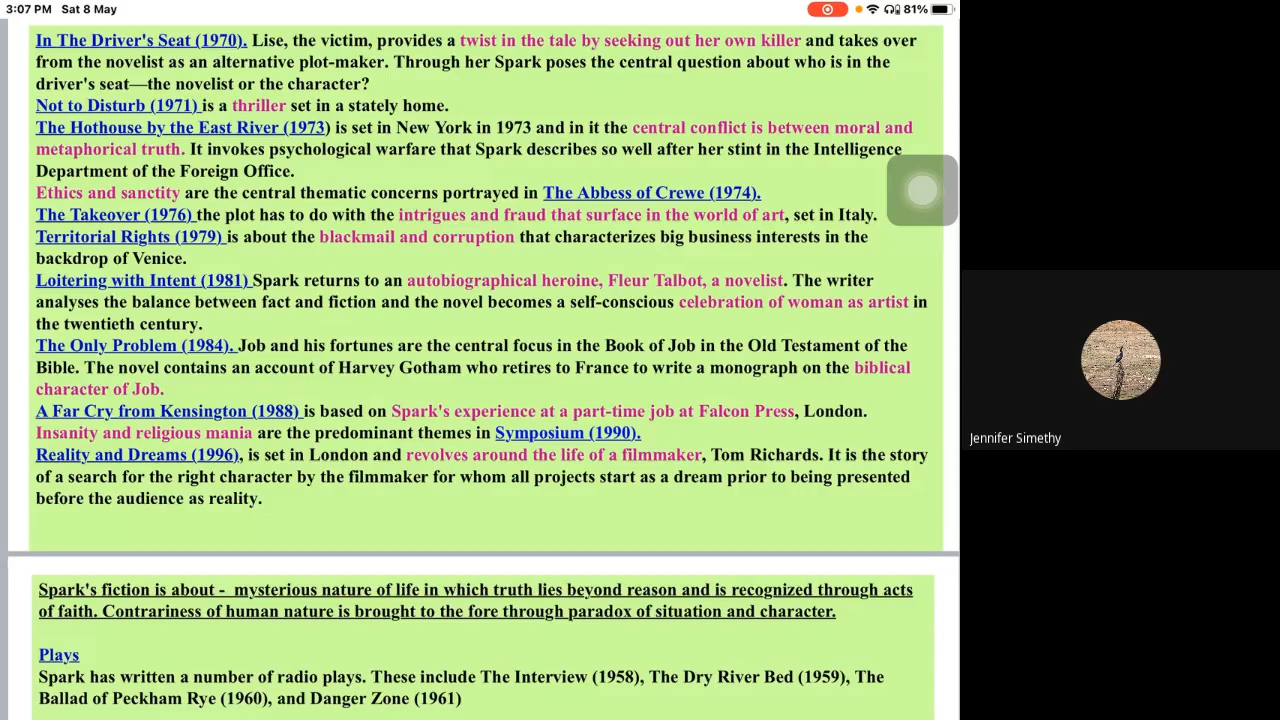 3:07 PM Sat 8 May
81%
In The Driver's Seat (1970). Lise, the victim, provides a twist in the tale by seeking out her own killer and takes over
from the novelist as an alternative plot-maker. Through her Spark poses the central question about who is in the
driver's seat—the novelist or the character?
Not to Disturb (1971) is a thriller set in a stately home.
The Hothouse by the East River (1973) is set in New York in 1973 and in it the central conflict is between moral and
metaphorical truth. It invokes psychological warfare that Spark describes so well after her stint in the Intelligence
Department of the Foreign Office.
Ethics and sanctity are the central thematic concerns portrayed in The Abbess of Crewe (1974).
The Takeover (1976) the plot has to do with the intrigues and fraud that surface in the world of art, set in Italy.
Territorial Rights (1979) is about the blackmail and corruption that characterizes big business interests in the
backdrop of Venice.
Loitering with Intent (1981) Spark returns to an autobiographical heroine, Fleur Talbot, a novelist. The writer
analyses the balance between fact and fiction and the novel becomes a self-conscious celebration of woman as artist in
the twentieth century.
The Only Problem (1984). Job and his fortunes are the central focus in the Book of Job in the Old Testament of the
Bible. The novel contains an account of Harvey Gotham who retires to France to write a monograph on the biblical
character of Job.
A Far Cry from Kensington (1988) is based on Spark's experience at a part-time job at Falcon Press, London.
Insanity and religious mania are the predominant themes in Symposium (1990).
Reality and Dreams (1996), is set in London and revolves around the life of a filmmaker, Tom Richards. It is the story
of a search for the right character by the filmmaker for whom all projects start as a dream prior to being presented
before the audience as reality.
Jennifer Simethy
Spark's fiction is about - mysterious nature of life in which truth lies beyond reason and is recognized through acts
of faith. Contrariness of human nature is brought to the fore through paradox of situation and character.
Plays
Spark has written a number of radio plays. These include The Interview (1958), The Dry River Bed (1959), The
Ballad of Peckham Rye (1960), and Danger Zone (1961)